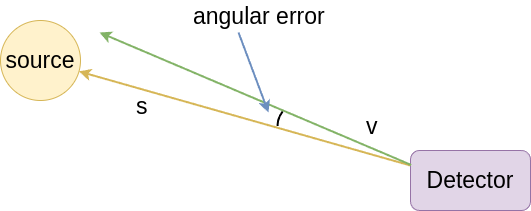 angular error
source
s
v
Detector